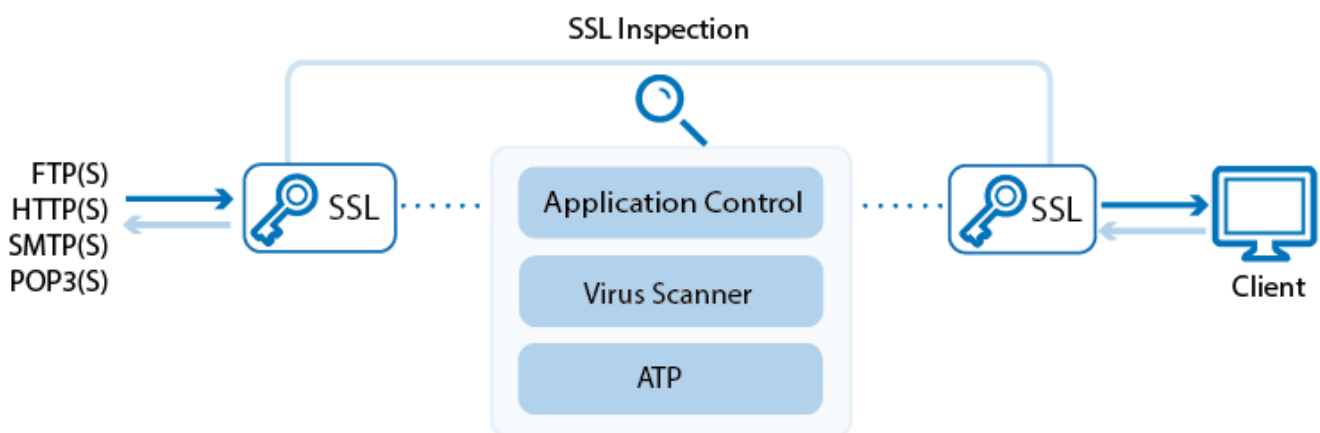 SSL Inspection
FTP(S)
HTTP(S)
SMTP(S)
POP3(S)
SSL
Application Control
Virus Scanner
ATP
SSL
Client